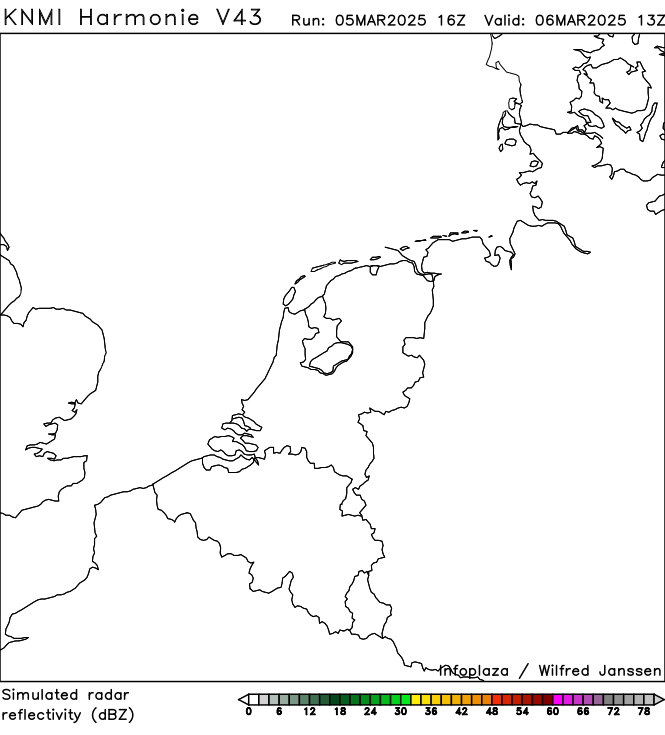 KNMI Harmonie V43 Run: 05MAR2025 16Z Valid: 06MAR2025 13Z
Infoplaza / Wilfred Janssen
Simulated radar
reflectivity (dBZ)
0 6 12 18 24 30 36 42 48 54 60 66 72 78